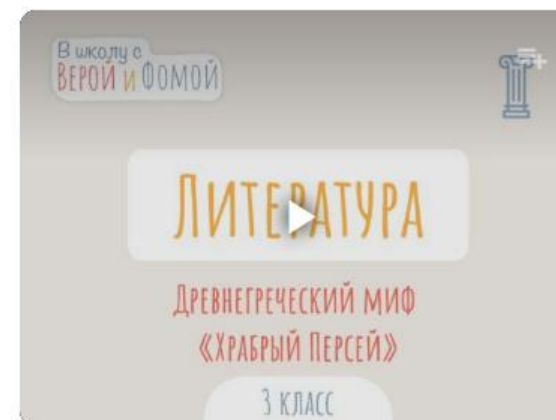 В школу с
Верой и Фомой
Литература
Древнегреческий миф
«Храбрый Персей»
3 класс